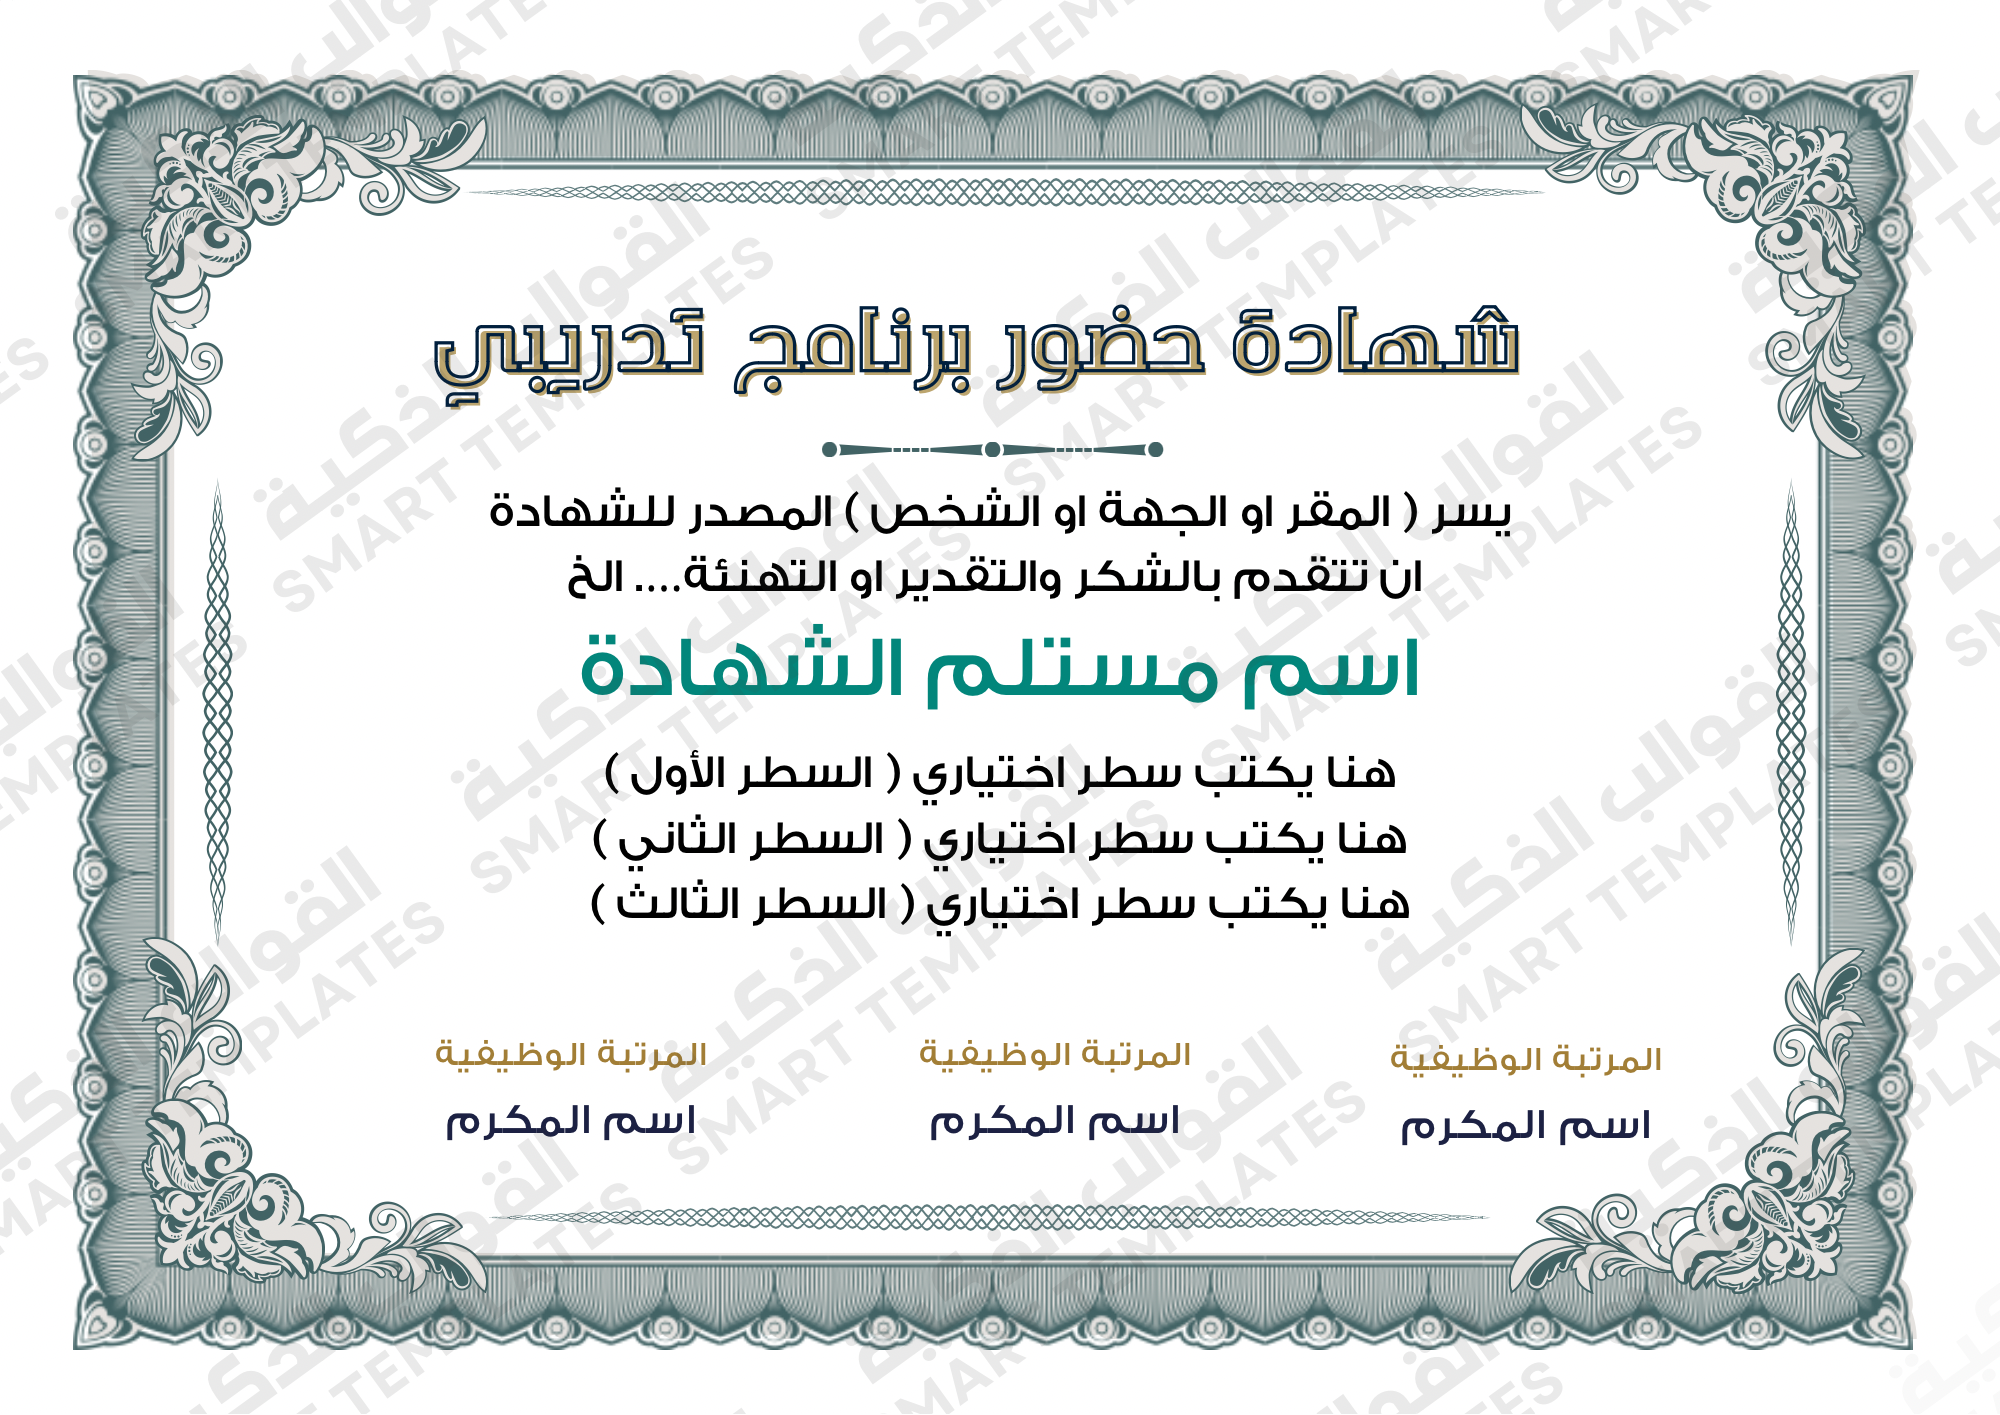 شهادة حضور برنامج تدريبي
يسر ( المقر او الجهة او الشخص ) المصدر للشهادة
ان تتقدم بالشكر والتقدير او التهنئة.... الخ
اسم مستلم الشهادة
هنا يكتب سطر اختياري ( السطر الأول )
هنا يكتب سطر اختياري ( السطر الثاني )
هنا يكتب سطر اختياري ( السطر الثالث )
المرتبة الوظيفية المرتبة الوظيفية المرتبة الوظيفية
اسم المكرم اسم المكرم اسم المكرم
القوالب الذكية
SMART TEMPLATES